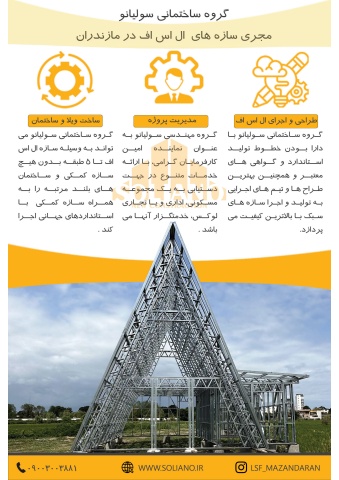 گروه ساختمانی سولیانو
مجری سازه های ال اس اف در مازندران
طراحی و اجرای ال اس اف
گروه ساختمانی سولیانو با
دارا بودن خطوط تولید
استاندارد و گواهی های
معتبر و همچنین بهترین
طراح ها و تیم های اجرایی
به تولید و اجرا سازه های
سبک با بالاترین کیفیت می
پردازد.
مدیریت پروژه
گروه مهندسی سولیانو به
عنوان نماینده امین
کارفرمایان گرامی با ارائه
خدمات متنوع در جهت
دستیابی به یک مجموعه
مسکونی، اداری و یا تجاری
لوکس، خدمتگزار آنها می
باشد .
ساخت ویلا و ساختمان
گروه ساختمانی سولیانو می
تواند به وسیله سازه ال اس
اف تا ۵ طبقه بدون هیچ
سازه کمکی و ساختمان
های بلند مرتبه را به
همراه سازه کمکی با
استانداردهای جهانی اجرا
کند .
SOLIANO
۰۹۰۰۳۰۰۳۸۸۱
WWW.SOLIANO.IR
LSF_MAZANDARAN